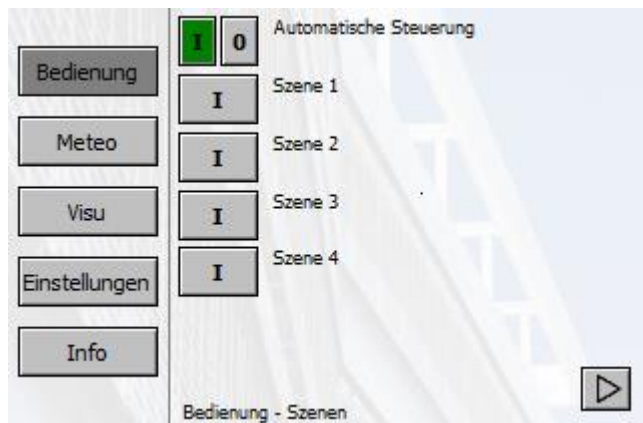 I 0 Automatische Steuerung
Bedienung
I Szene 1
Meteo
I Szene 2
Visu
I Szene 3
Einstellungen
I Szene 4
Info
Bedienung - Szenen